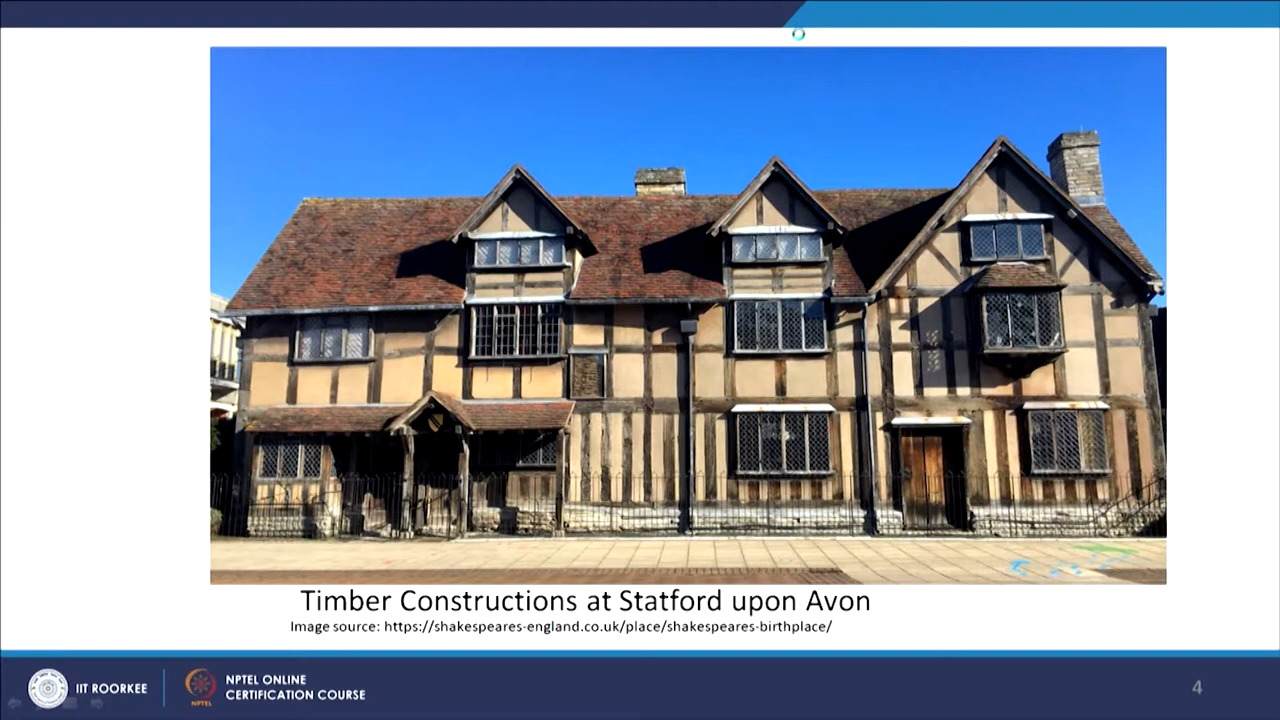 Timber Constructions at Statford upon Avon
Image source: https://shakespeares-england.co.uk/place/shakespeares-birthplace/
IIT ROORKEE
NPTEL
NPTEL ONLINE
CERTIFICATION COURSE
4